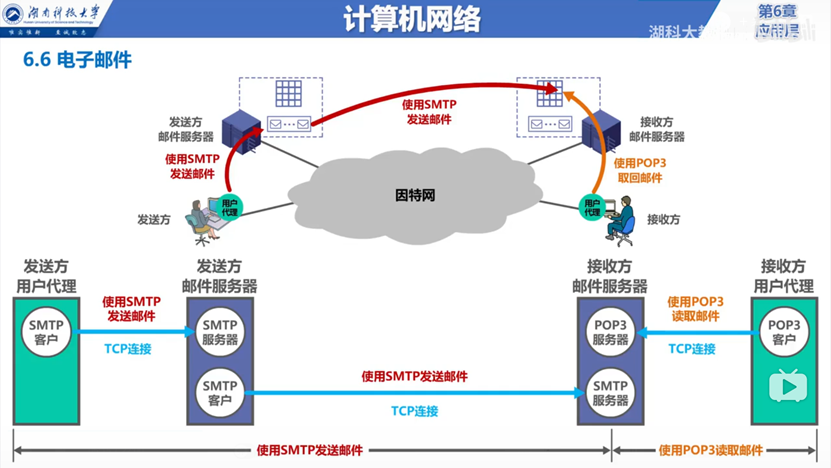 湖南科技大学
Hunan University of Science and Technology
唯实惟新 至诚致志
计算机网络
第6章
应用层
湖科大教
6.6 电子邮件
发送方
邮件服务器
使用SMTP
发送邮件
使用SMTP
发送邮件
接收方
邮件服务器
使用POP3
取回邮件
因特网
发送方
用户
代理
用户
代理
接收方
发送方
用户代理
发送方
邮件服务器
接收方
邮件服务器
接收方
用户代理
SMTP
客户
使用SMTP
发送邮件
TCP连接
SMTP
服务器
SMTP
客户
使用SMTP发送邮件
TCP连接
POP3
服务器
SMTP
服务器
使用POP3
读取邮件
TCP连接
POP3
客户
使用SMTP发送邮件
使用POP3读取邮件